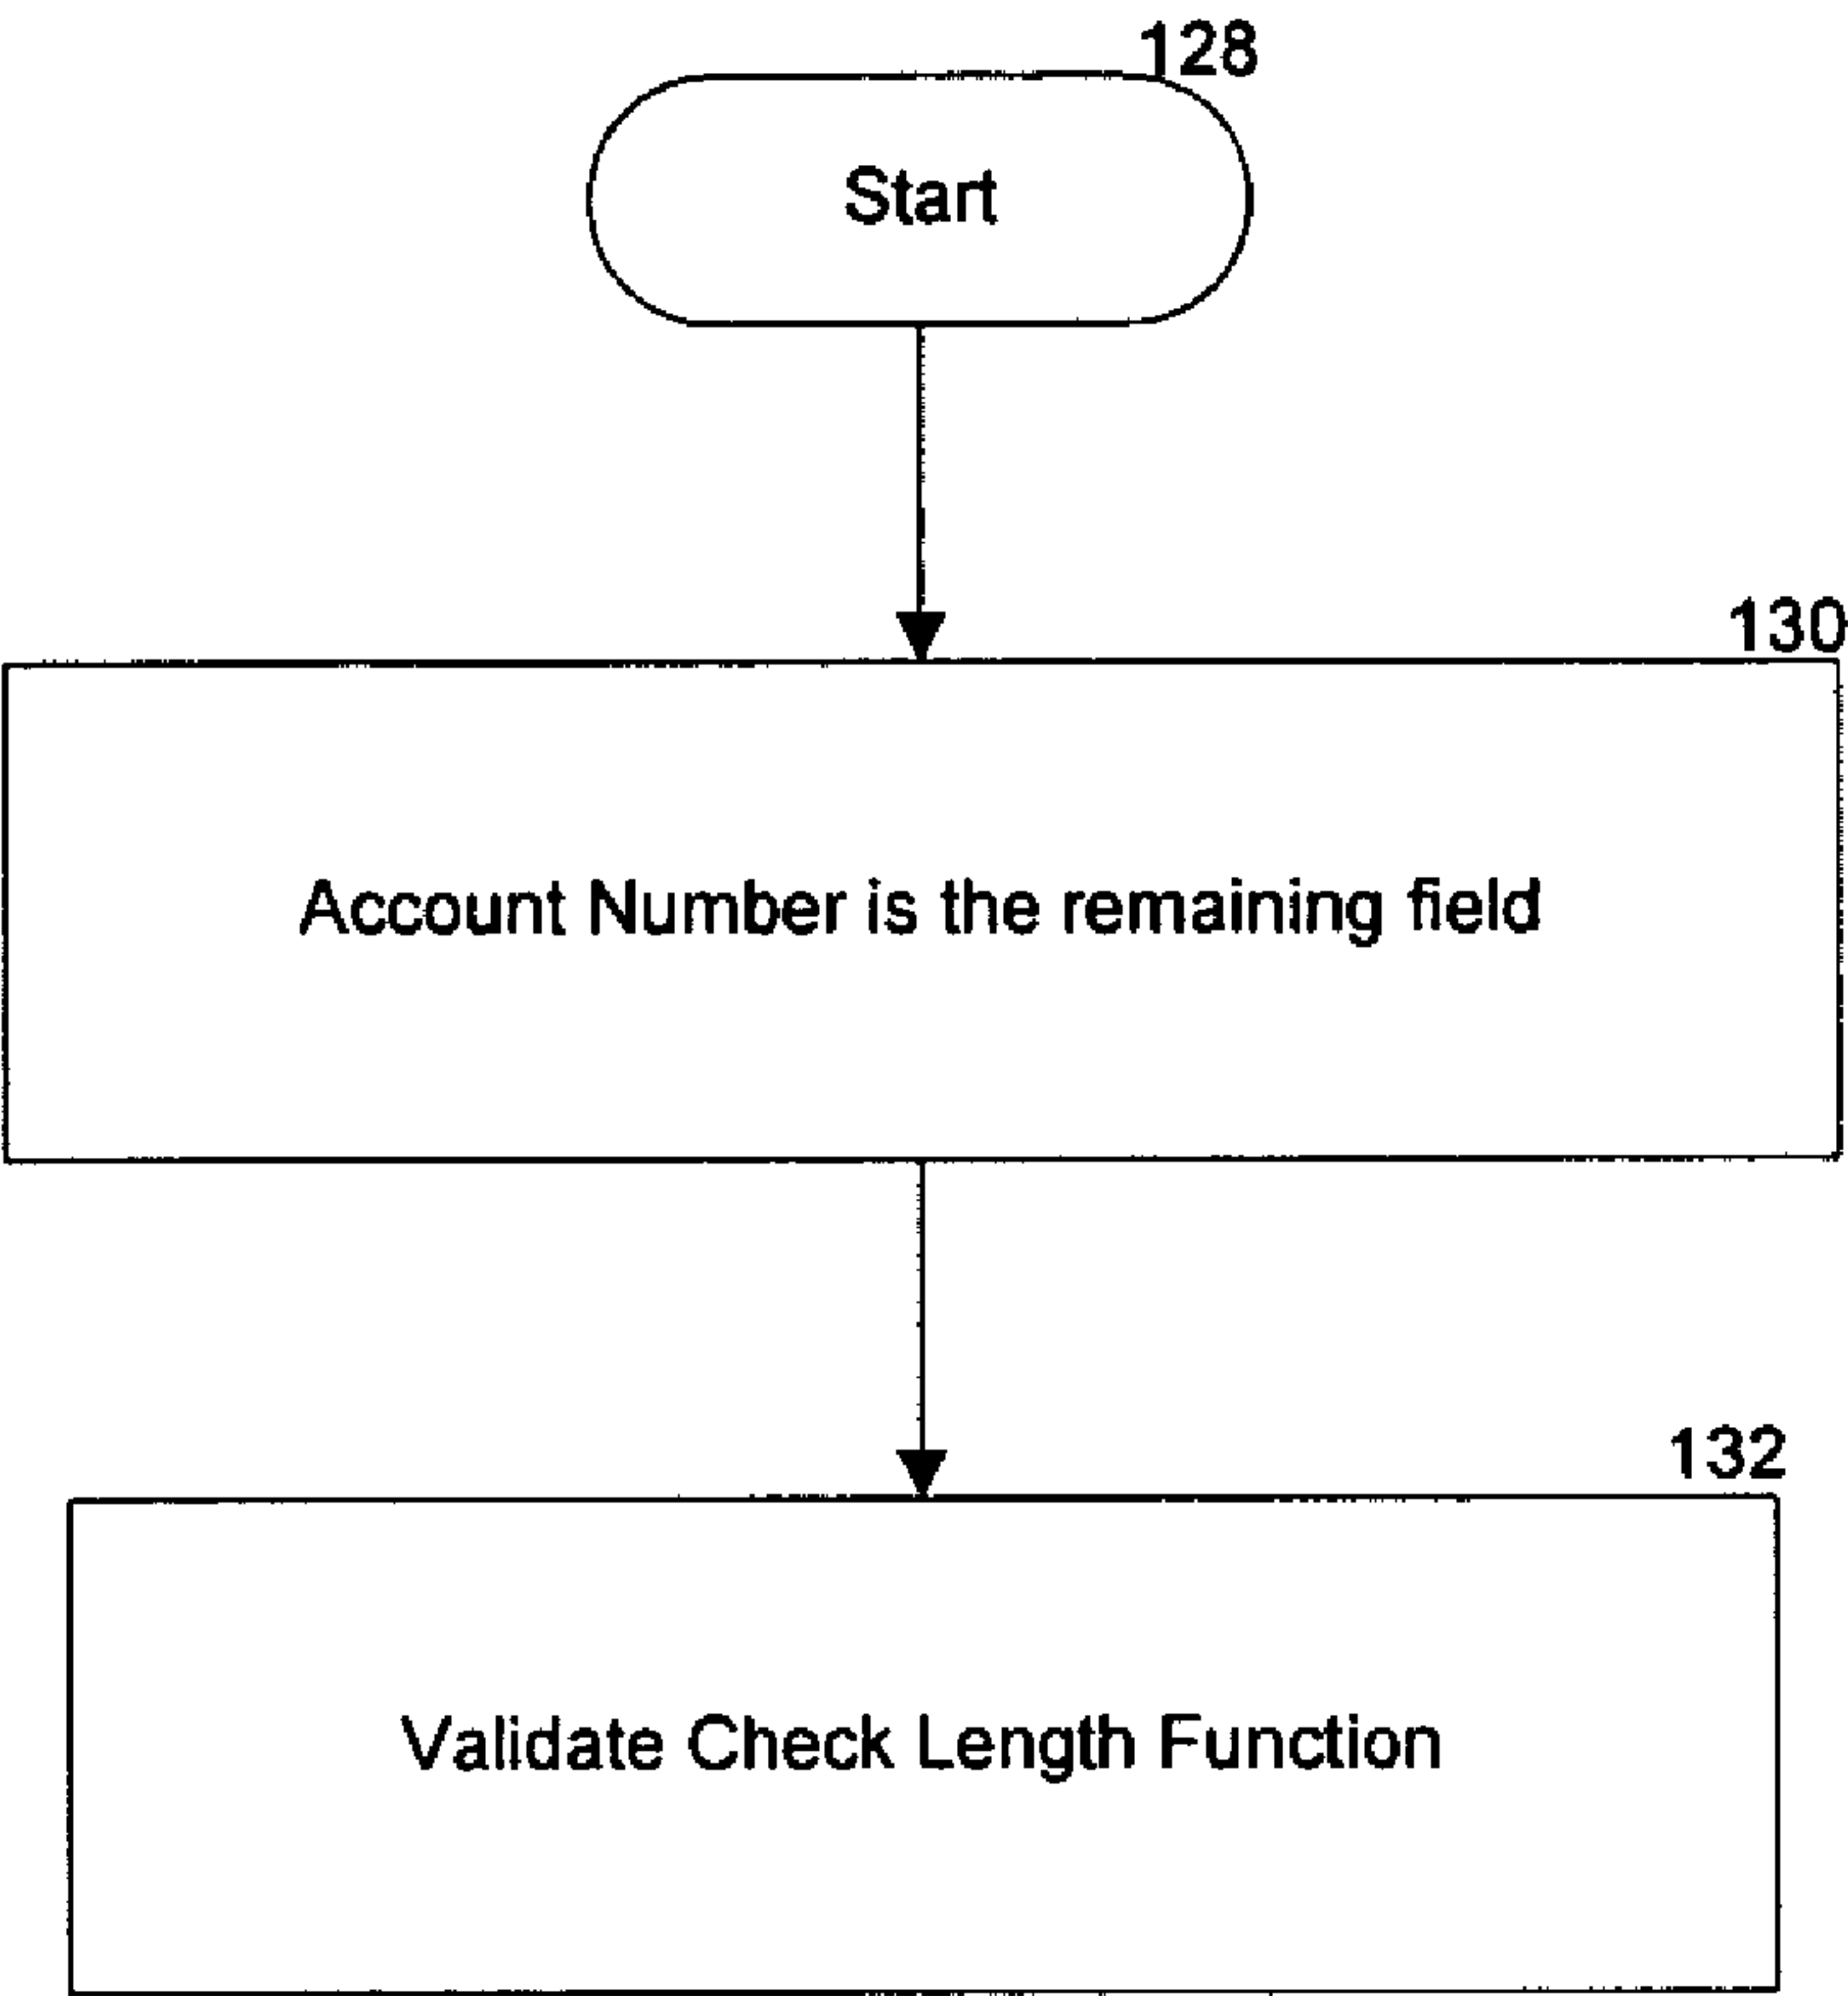 128
Start
130
Account Number is the remaining field
132
Validate Check Length Function